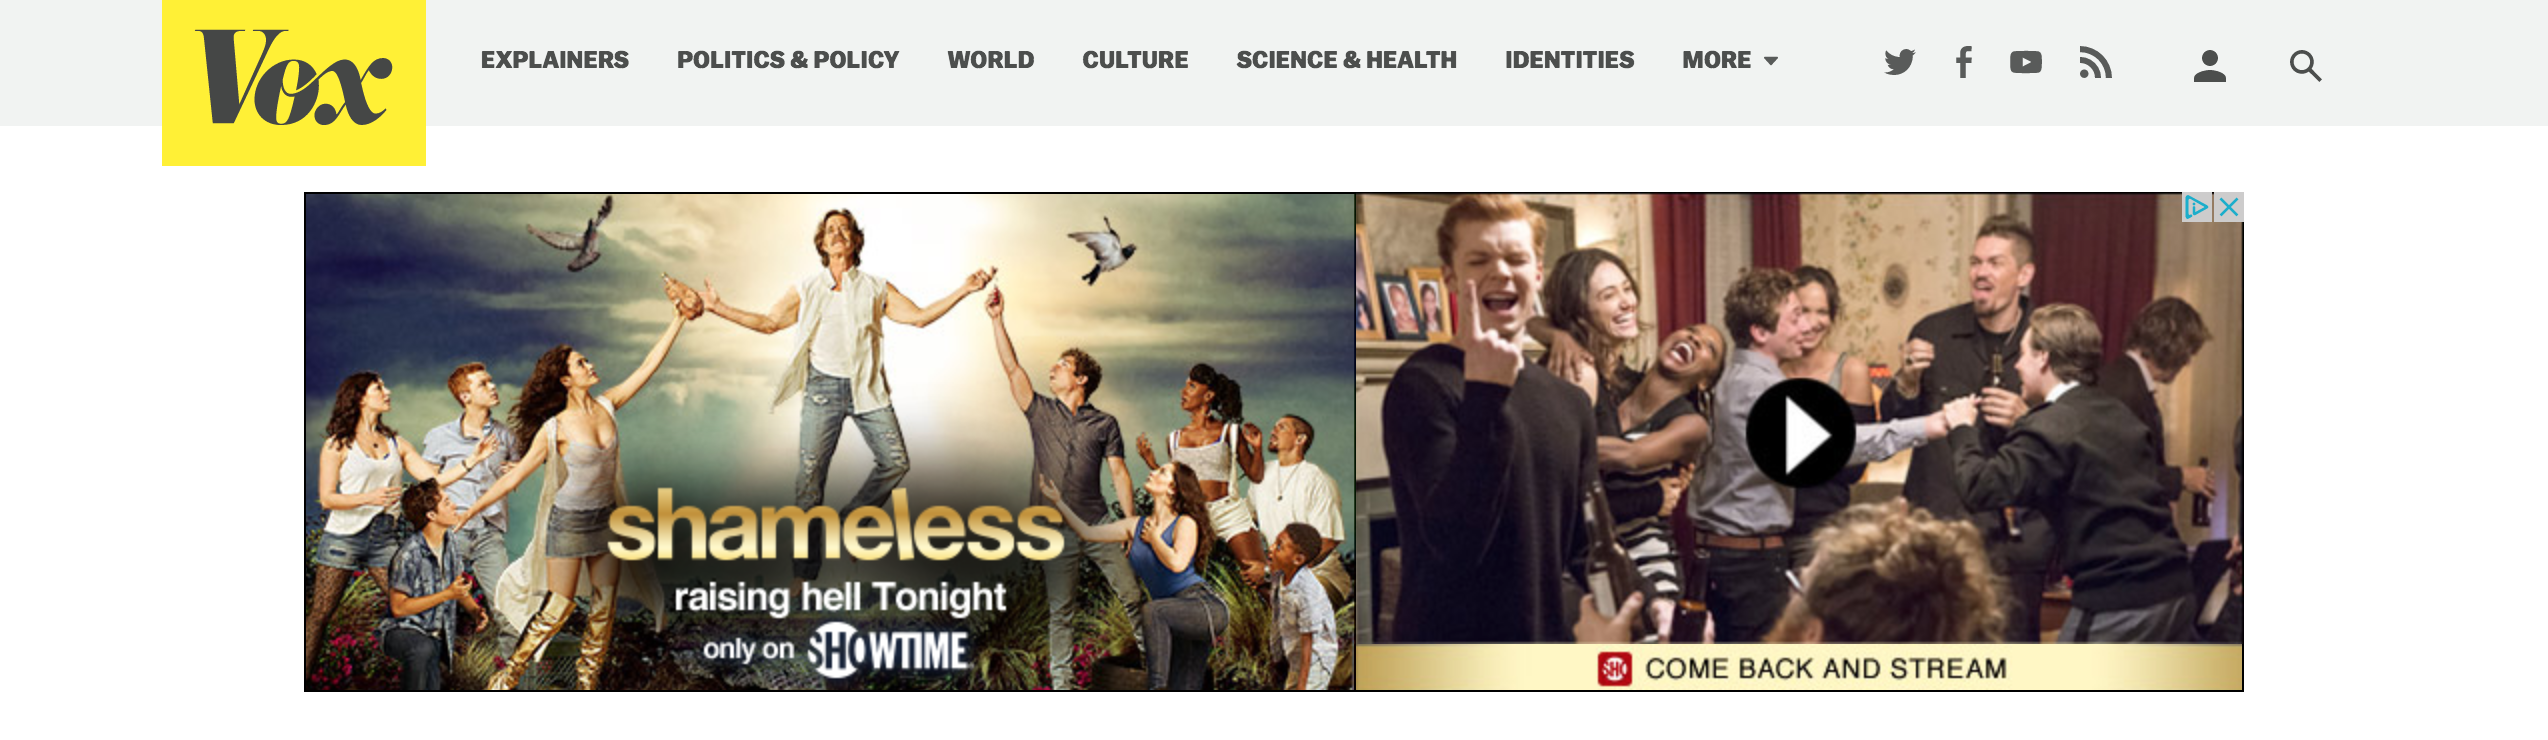 Vox
EXPLAINERS POLITICS & POLICY WORLD CULTURE SCIENCE & HEALTH IDENTITIES MORE
shameless
raising hell Tonight
only on SHOWTIME
SHO COME BACK AND STREAM